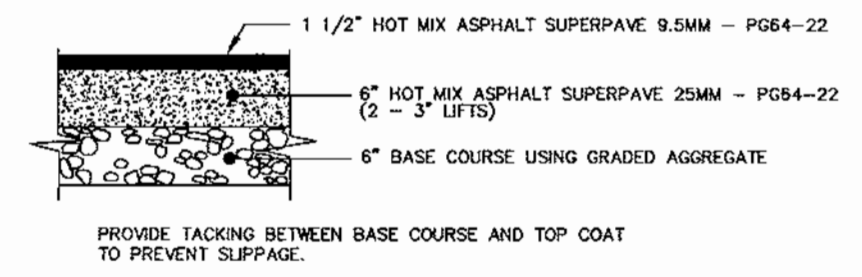 1 1/2" HOT MIX ASPHALT SUPERPAVE 9.5MM - PG64-22
6" HOT MIX ASPHALT SUPERPAVE 25MM - PG64-22
(2 - 3" LIFTS)
6" BASE COURSE USING GRADED AGGREGATE
PROVIDE TACKING BETWEEN BASE COURSE AND TOP COAT
TO PREVENT SLIPPAGE.